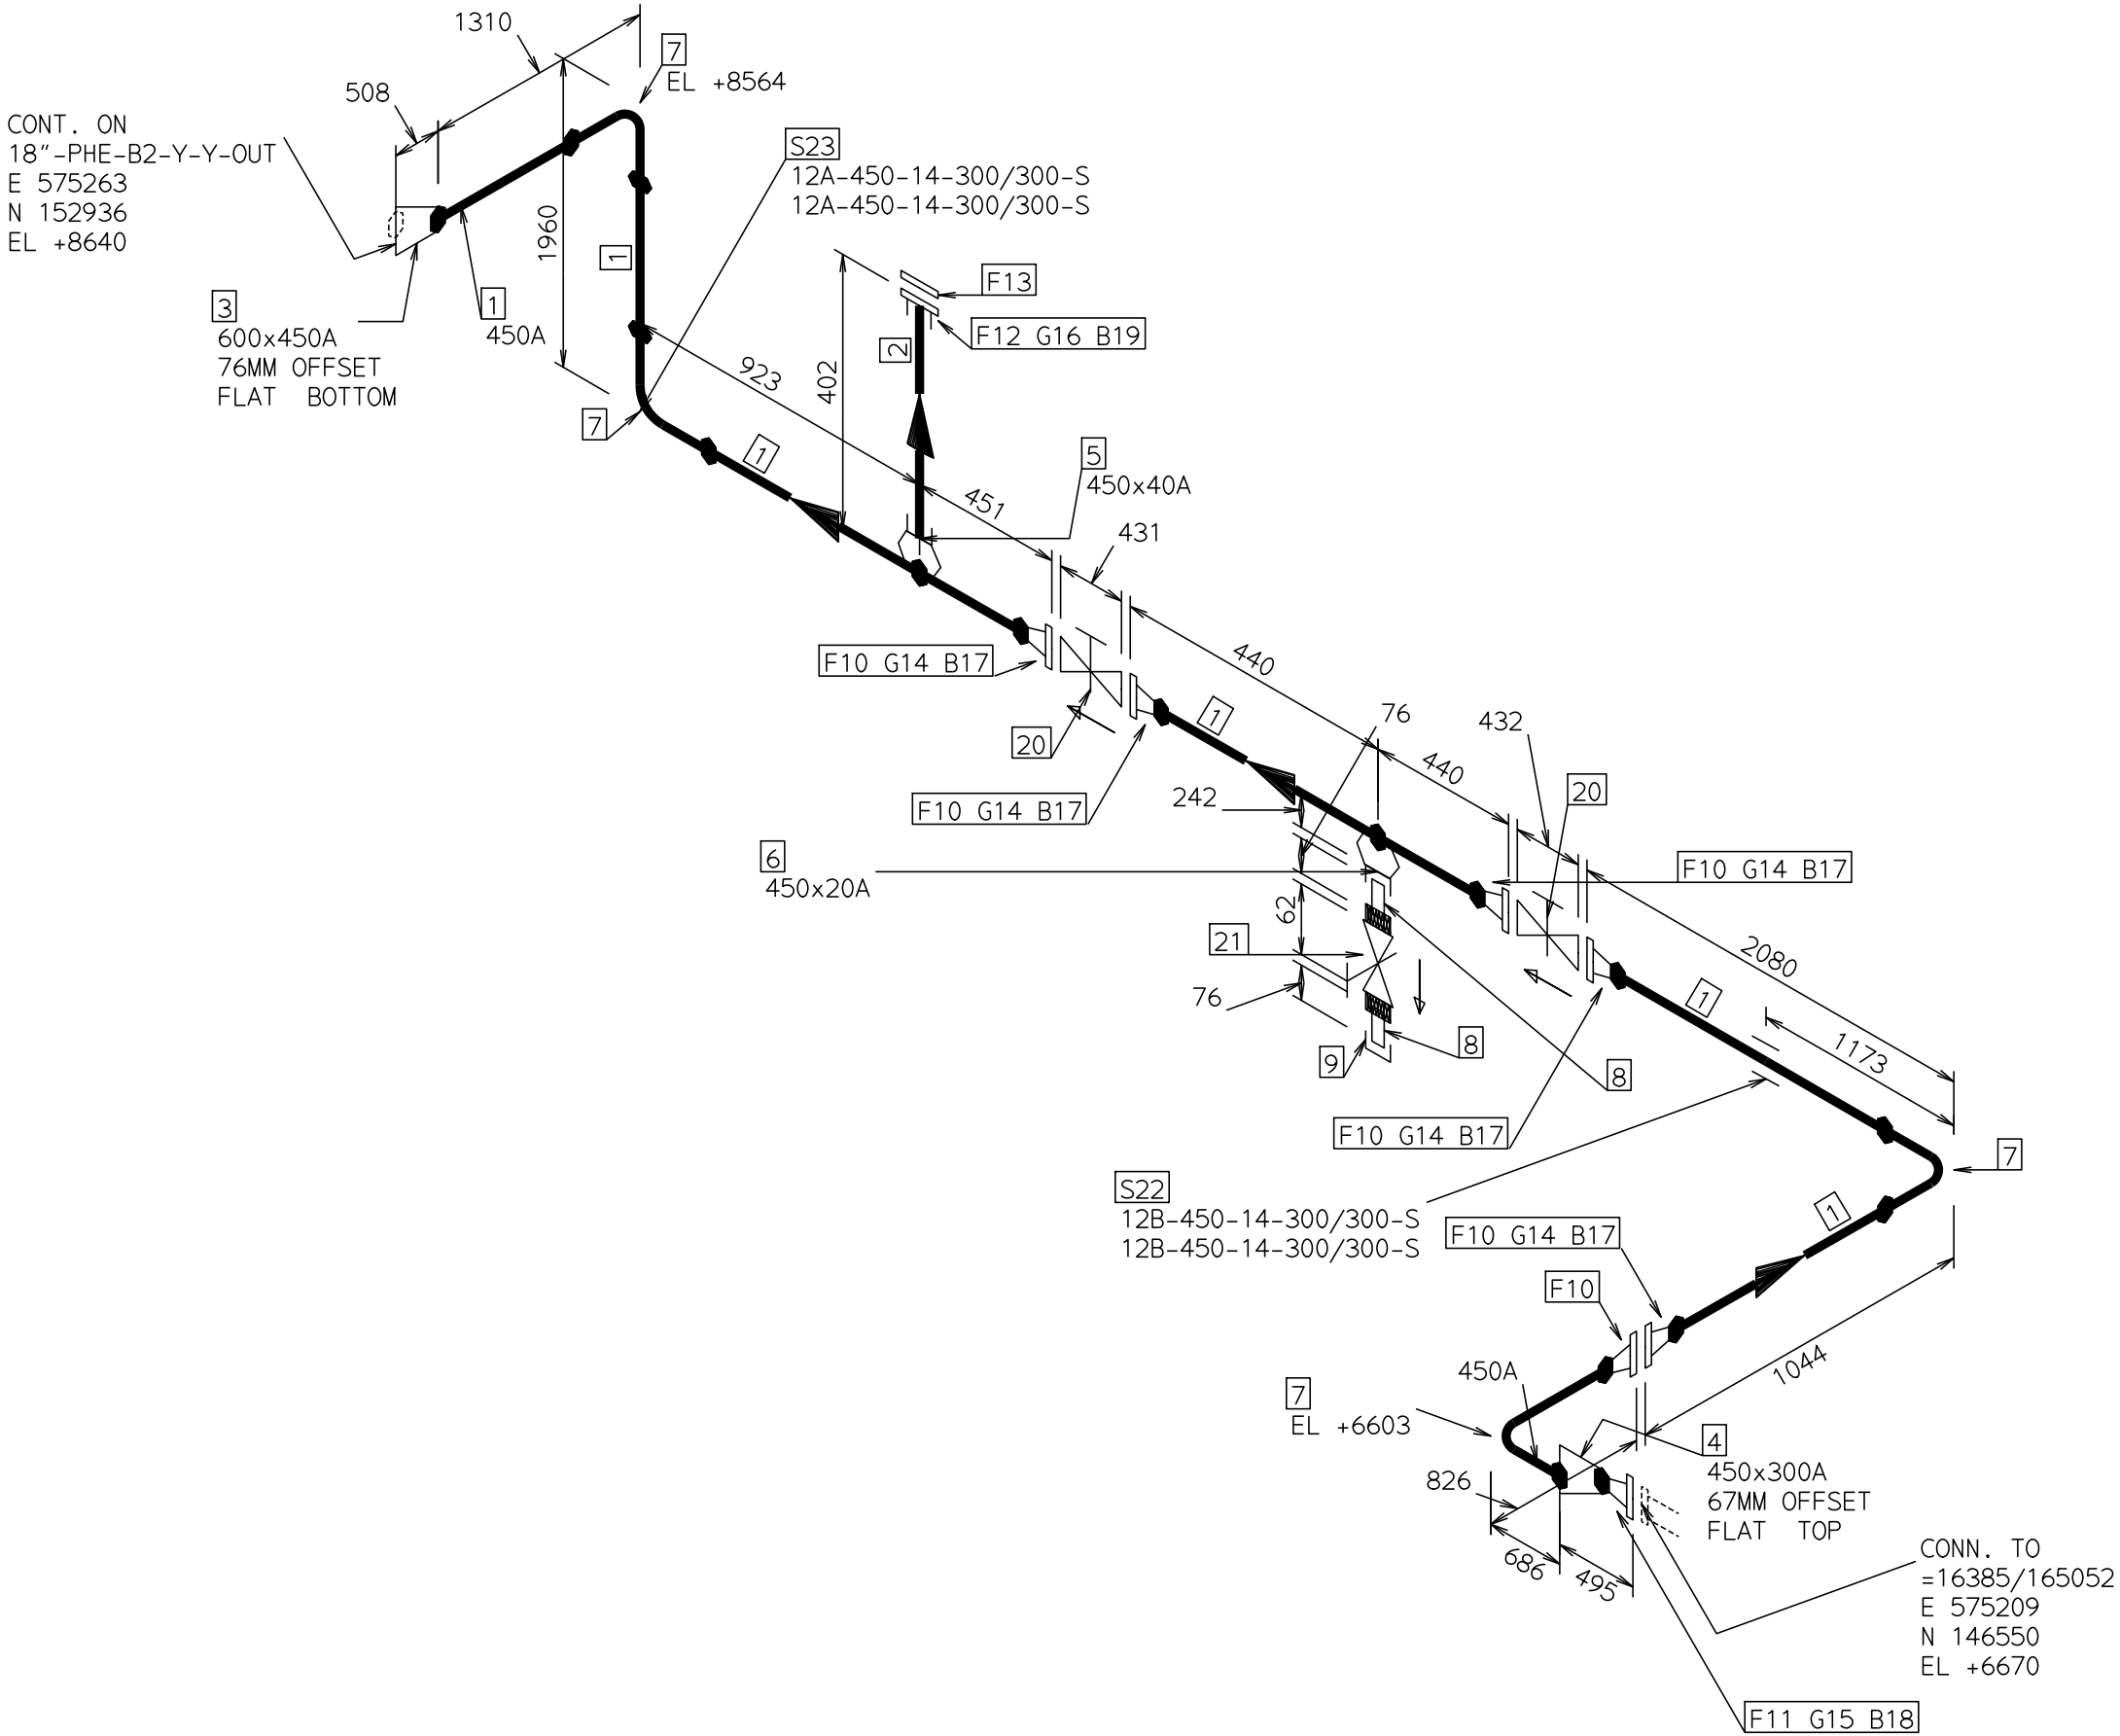 1310
7
EL +8564
508
CONT. ON
18"-PHE-B2-Y-Y-OUT
E 575263
N 152936
EL +8640
S23
12A-450-14-300/300-S
12A-450-14-300/300-S
1960
1
3
600x450A
76MM OFFSET
FLAT BOTTOM
1
450A
F13
F12 G16 B19
2
402
923
7
1
5
450x40A
451
431
F10 G14 B17
20
440
1
76
432
440
20
F10 G14 B17
242
6
450x20A
F10 G14 B17
62
21
76
2080
1
1173
9
8
8
F10 G14 B17
7
S22
12B-450-14-300/300-S
12B-450-14-300/300-S
1
F10 G14 B17
F10
1044
450A
7
EL +6603
4
450x300A
67MM OFFSET
FLAT TOP
826
686
495
CONN. TO
=16385/165052
E 575209
N 146550
EL +6670
F11 G15 B18